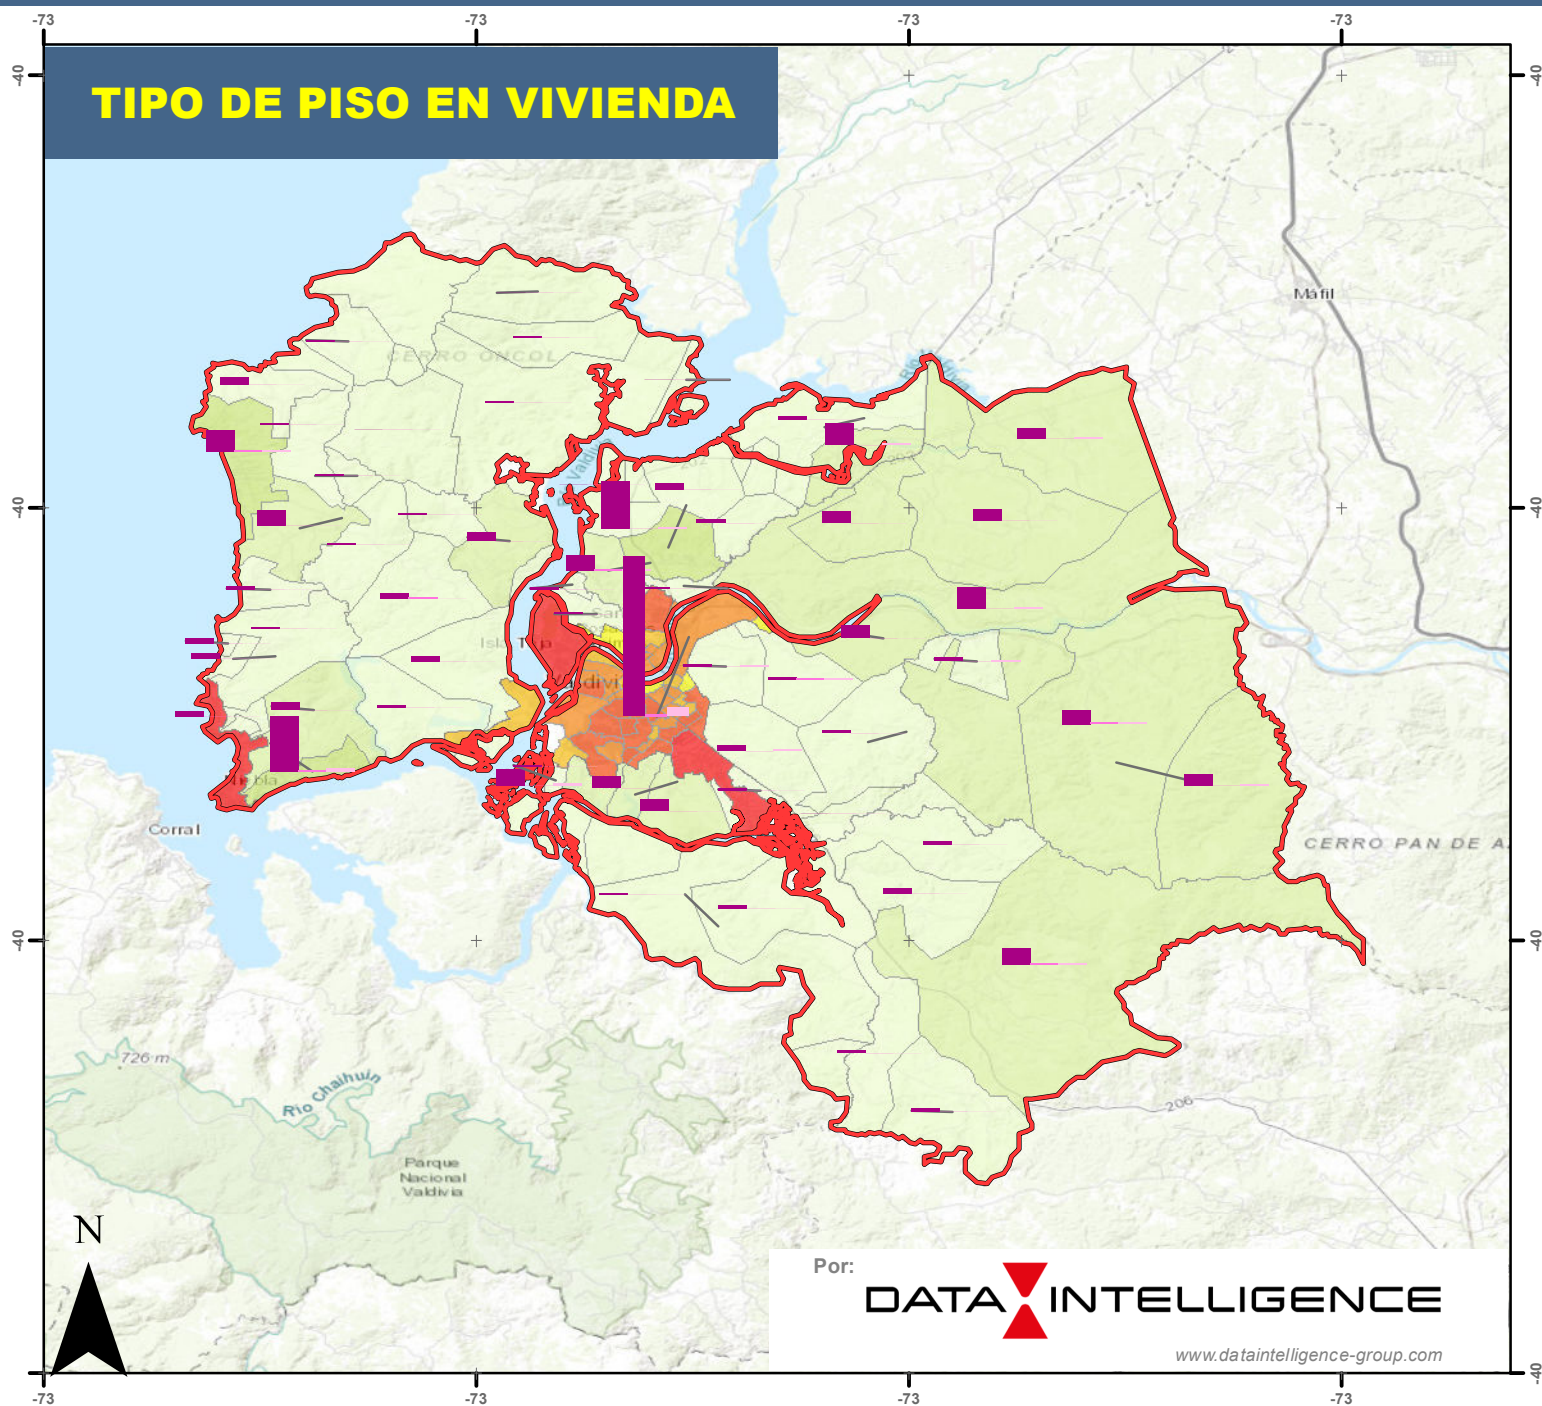 -73
-73
-73
-73
-40
-40
TIPO DE PISO EN VIVIENDA
Máfil
CERRO ONCOL
-40
-40
Isla Teja
Valdivi
Niebla
Corral
CERRO PAN DE A
-40
-40
726 m
Río Chaihuín
206
Parque
Nacional
Valdivia
N
Por:
DATA INTELLIGENCE
www.dataintelligence-group.com
-40
-73
-73
-73
-73